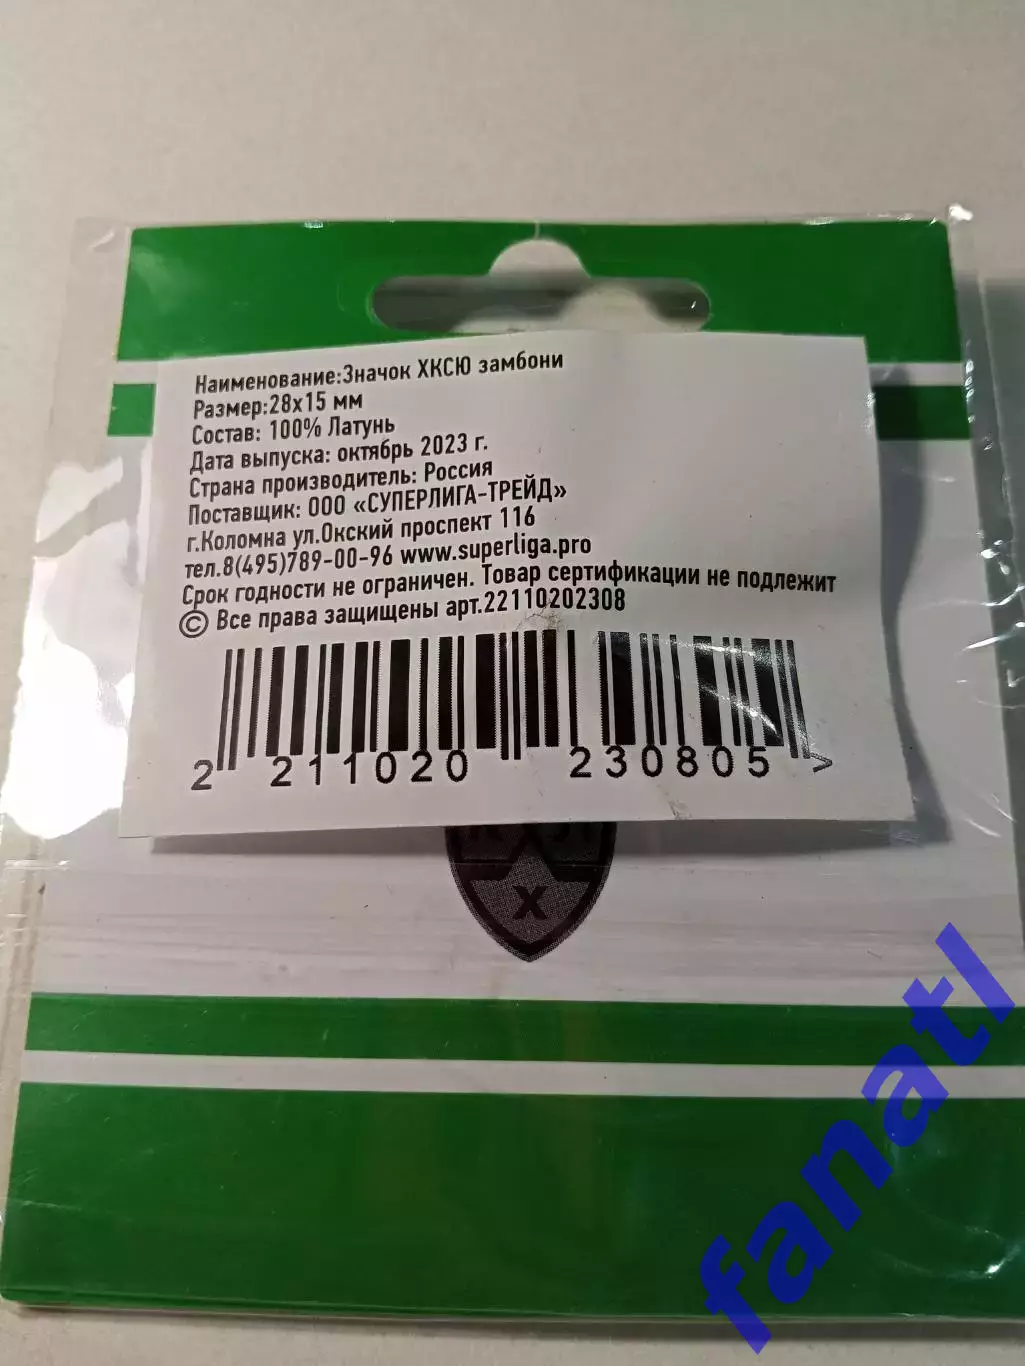 Наименование:Значок ХКСЮ замбони
Размер:28х15 мм
Состав: 100% Латунь
Дата выпуска: октябрь 2023 г.
Страна производитель: Россия
Поставщик: ООО «СУПЕРЛИГА-ТРЕЙД»
г.Коломна ул.Окский проспект 116
тел.8(495)789-00-96 www.superliga.pro
Срок годности не ограничен. Товар сертификации не подлежит
© Все права защищены арт.22110202308
2 211020 230805 >
Х
fanatl